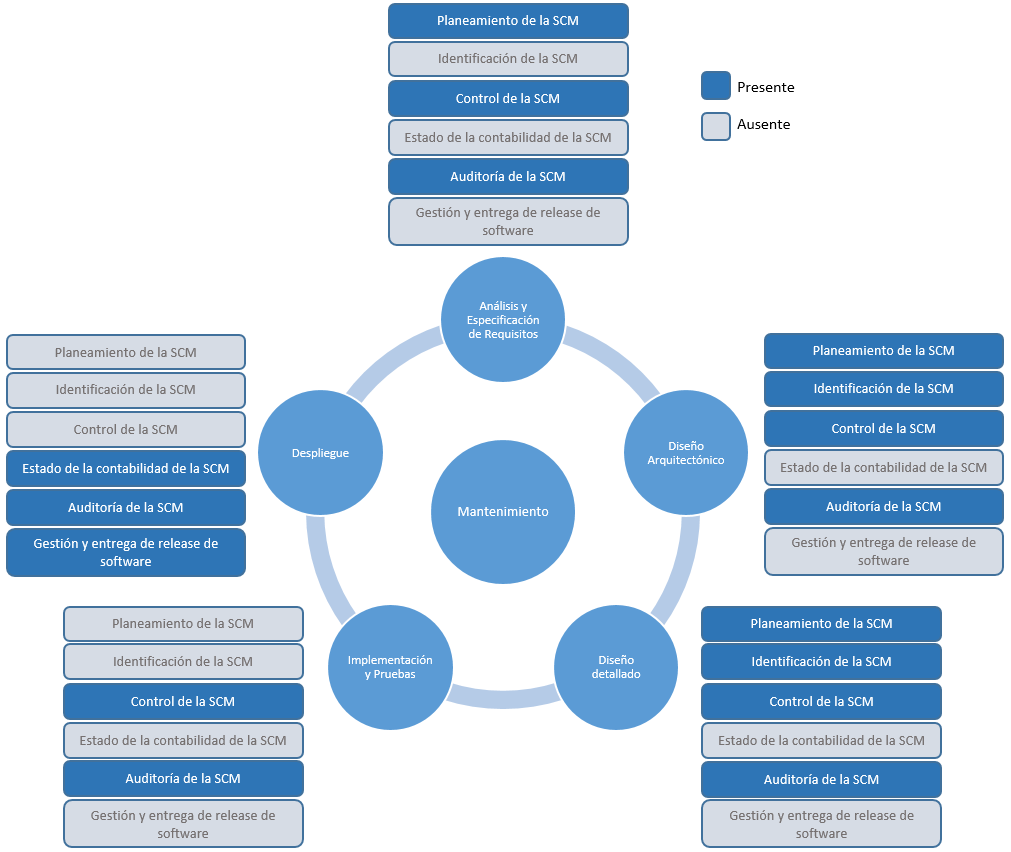 Planeamiento de la SCM
Identificación de la SCM
Control de la SCM
Estado de la contabilidad de la SCM
Auditoría de la SCM
Gestión y entrega de release de
software
Presente
Ausente
Análisis y
Especificación
de Requisitos
Planeamiento de la SCM
Identificación de la SCM
Control de la SCM
Estado de la contabilidad de la SCM
Auditoría de la SCM
Gestión y entrega de release de
software
Despliegue
Diseño
Arquitectónico
Planeamiento de la SCM
Identificación de la SCM
Control de la SCM
Estado de la contabilidad de la SCM
Auditoría de la SCM
Gestión y entrega de release de
software
Mantenimiento
Planeamiento de la SCM
Identificación de la SCM
Control de la SCM
Estado de la contabilidad de la SCM
Auditoría de la SCM
Gestión y entrega de release de
software
Implementación
y Pruebas
Diseño
detallado
Planeamiento de la SCM
Identificación de la SCM
Control de la SCM
Estado de la contabilidad de la SCM
Auditoría de la SCM
Gestión y entrega de release de
software